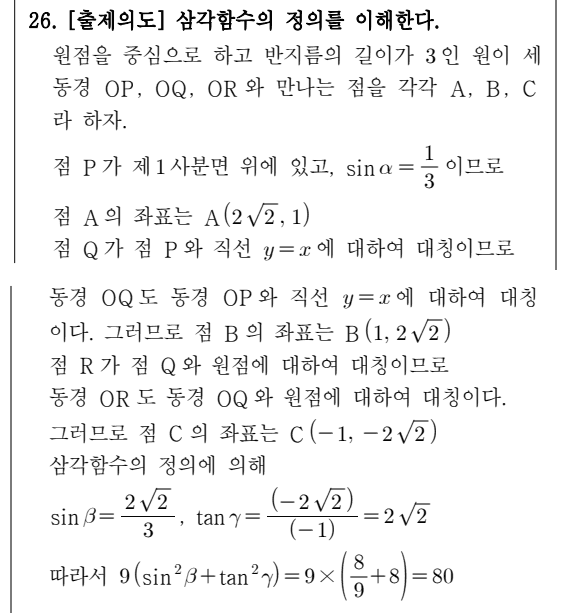 26. [출제의도] 삼각함수의 정의를 이해한다.
원점을 중심으로 하고 반지름의 길이가 3인 원이 세
동경 OP, OQ, OR와 만나는 점을 각각 A, B, C
라 하자.
점 P가 제1사분면 위에 있고, sin α = 1/3 이므로
점 A의 좌표는 A(2√2, 1)
점 Q가 점 P와 직선 y=x에 대하여 대칭이므로
동경 OQ도 동경 OP와 직선 y=x에 대하여 대칭
이다. 그러므로 점 B의 좌표는 B(1, 2√2)
점 R가 점 Q와 원점에 대하여 대칭이므로
동경 OR도 동경 OQ와 원점에 대하여 대칭이다.
그러므로 점 C의 좌표는 C(-1, -2√2)
삼각함수의 정의에 의해
sin β = 2√2/3, tan γ = (-2√2)/(-1) = 2√2
따라서 9(sin²β+tan²γ) = 9×(8/9+8) = 80